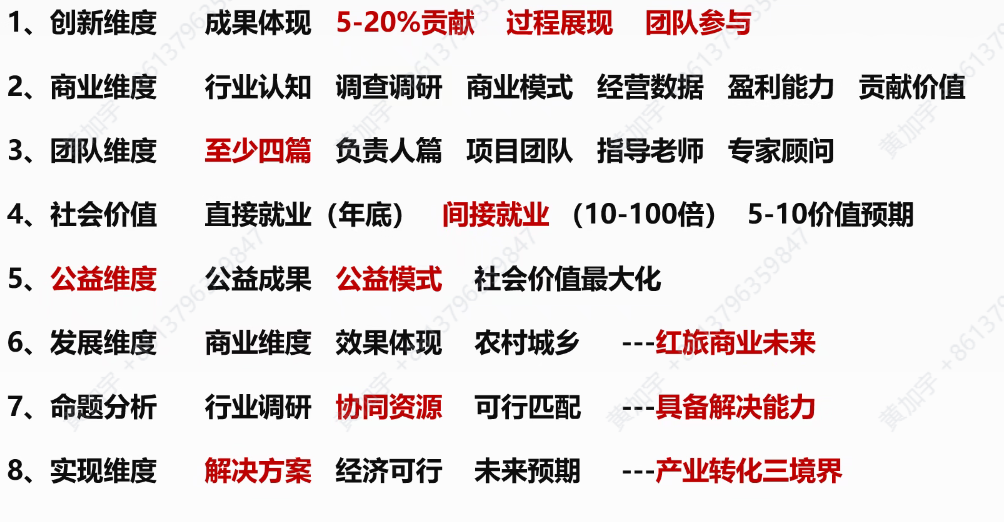 1、创新维度 成果体现 5-20%贡献 过程展现 团队参与
2、商业维度 行业认知 调查调研 商业模式 经营数据 盈利能力 贡献价值
3、团队维度 至少四篇 负责人篇 项目团队 指导老师 专家顾问
4、社会价值 直接就业（年底） 间接就业 （10-100倍） 5-10价值预期
5、公益维度 公益成果 公益模式 社会价值最大化
6、发展维度 商业维度 效果体现 农村城乡 ---红旅商业未来
7、命题分析 行业调研 协同资源 可行匹配 ---具备解决能力
8、实现维度 解决方案 经济可行 未来预期 ---产业转化三境界
黄加宇 +8613796359847